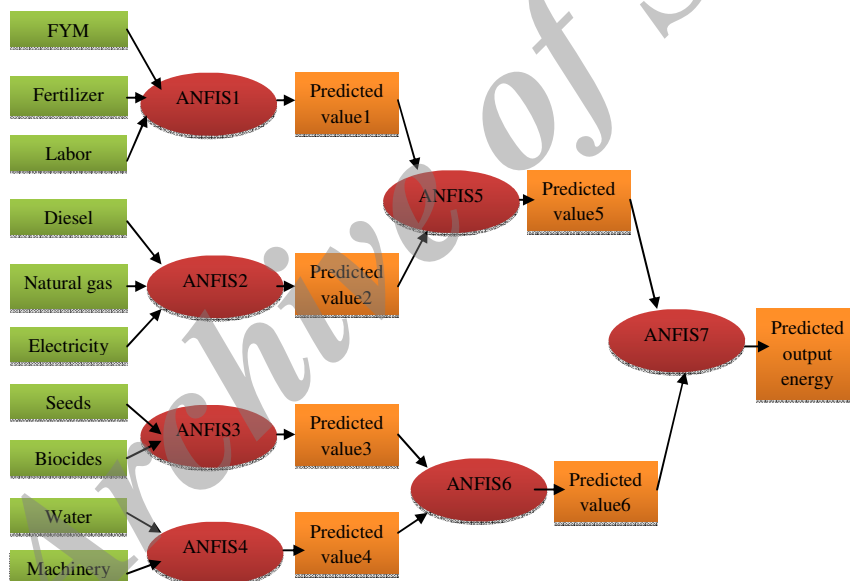 FYM
Fertilizer
Labor
ANFIS1
Predicted
value1
Diesel
Natural gas
Electricity
ANFIS2
Predicted
value2
ANFIS5
Predicted
value5
Seeds
Biocides
ANFIS3
Predicted
value3
Water
Machinery
ANFIS4
Predicted
value4
ANFIS6
Predicted
value6
ANFIS7
Predicted
output
energy
Archive of S